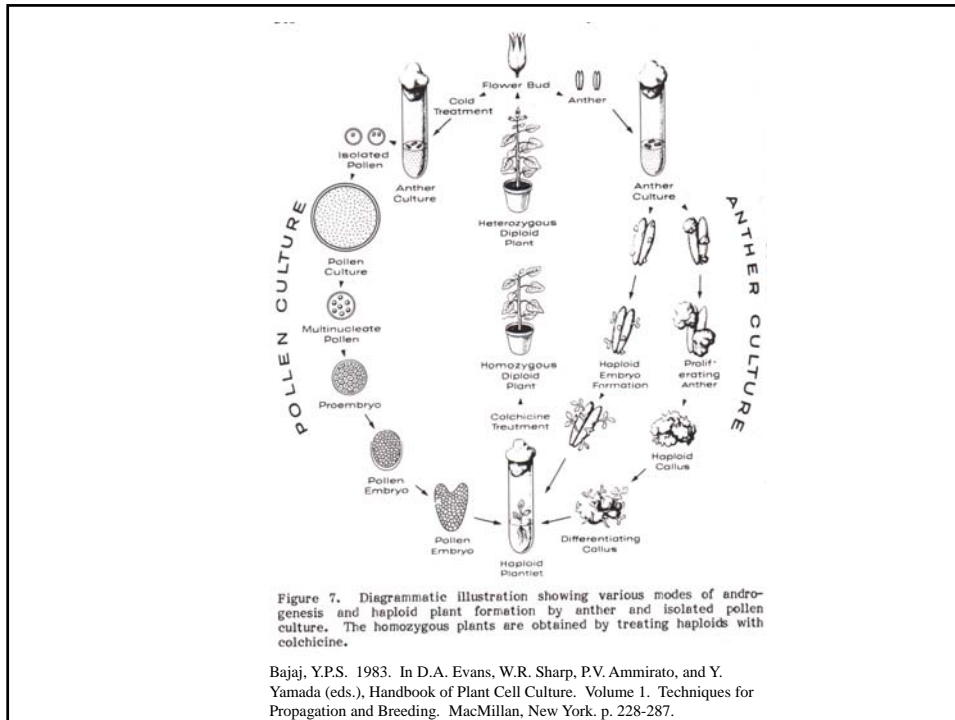 Flower Bud
Cold
Treatment
Anther
Isolated
Pollen
Anther
Culture
Anther
Culture
Heterozygous
Diploid
Plant
POLLEN CULTURE
ANTHER CULTURE
Pollen
Culture
Multinucleate
Pollen
Proembryo
Pollen
Embryo
Pollen
Embryo
Homozygous
Diploid
Plant
Colchicine
Treatment
Haploid
Plantlet
Haploid
Embryo
Formation
Prolif-
erating
Anther
Haploid
Callus
Differentiating
Callus
Figure 7. Diagrammatic illustration showing various modes of andro-
genesis and haploid plant formation by anther and isolated pollen
culture. The homozygous plants are obtained by treating haploids with
colchicine.
Bajaj, Y.P.S. 1983. In D.A. Evans, W.R. Sharp, P.V. Ammirato, and Y.
Yamada (eds.), Handbook of Plant Cell Culture. Volume 1. Techniques for
Propagation and Breeding. MacMillan, New York. p. 228-287.